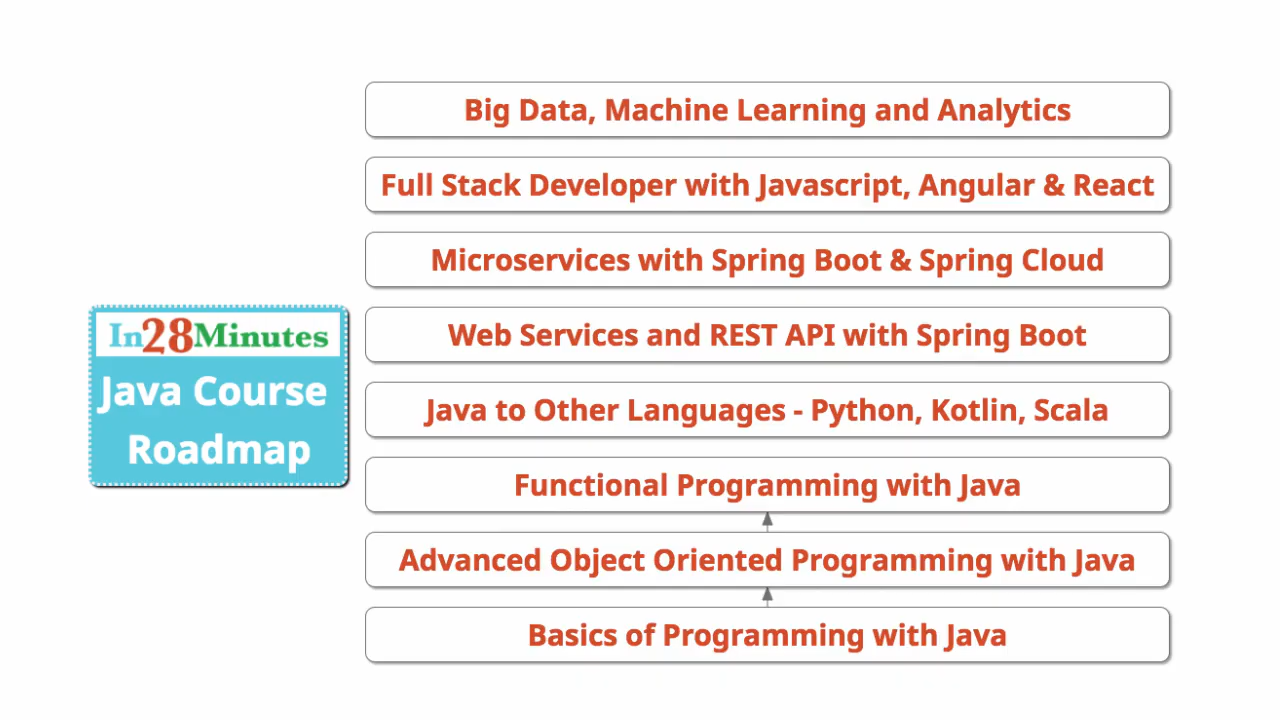 Big Data, Machine Learning and Analytics
Full Stack Developer with Javascript, Angular & React
Microservices with Spring Boot & Spring Cloud
In28Minutes
Java Course
Roadmap
Web Services and REST API with Spring Boot
Java to Other Languages - Python, Kotlin, Scala
Functional Programming with Java
Advanced Object Oriented Programming with Java
Basics of Programming with Java